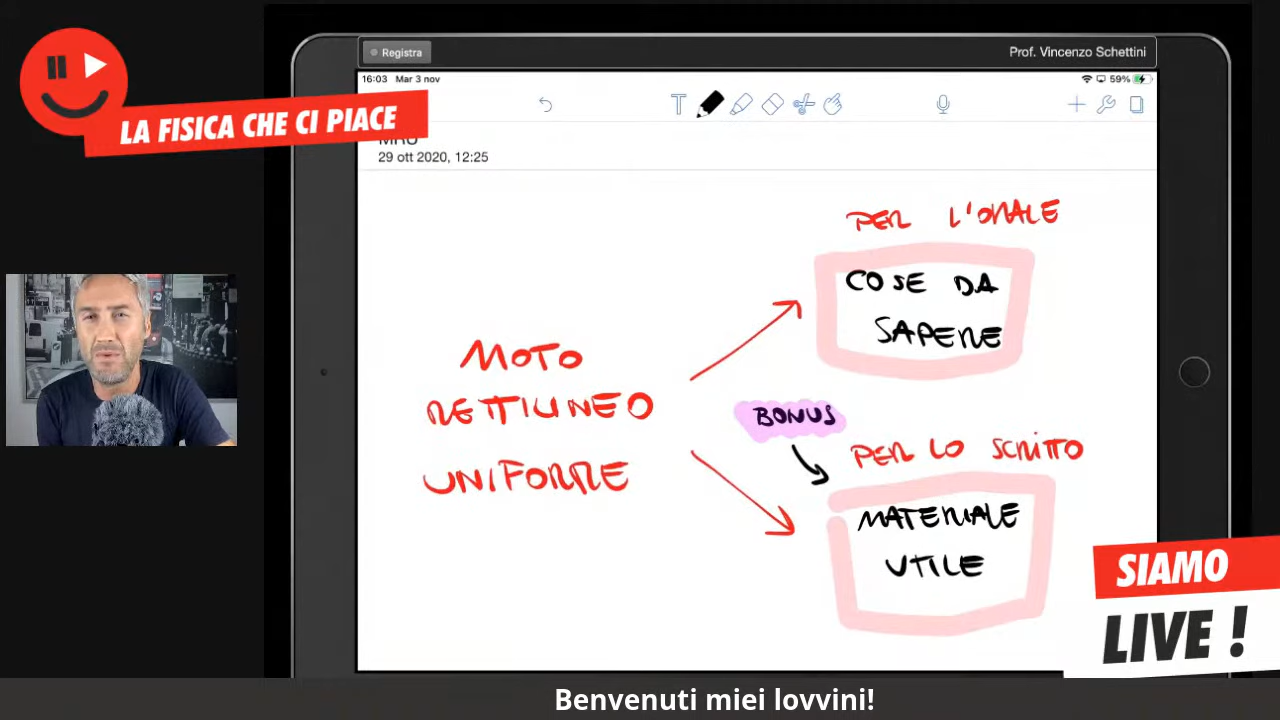 LA FISICA CHE CI PIACE
Registra
Prof. Vincenzo Schettini
16:03 Mar 3 nov
59%
MRU
29 ott 2020, 12:25
PER L'ORALE
COSE DA
SAPERE
MOTO
RETTILINEO
UNIFORME
BONUS
PER LO SCRITTO
MATERIALE
UTILE
SIAMO
LIVE !
Benvenuti miei lovvini!